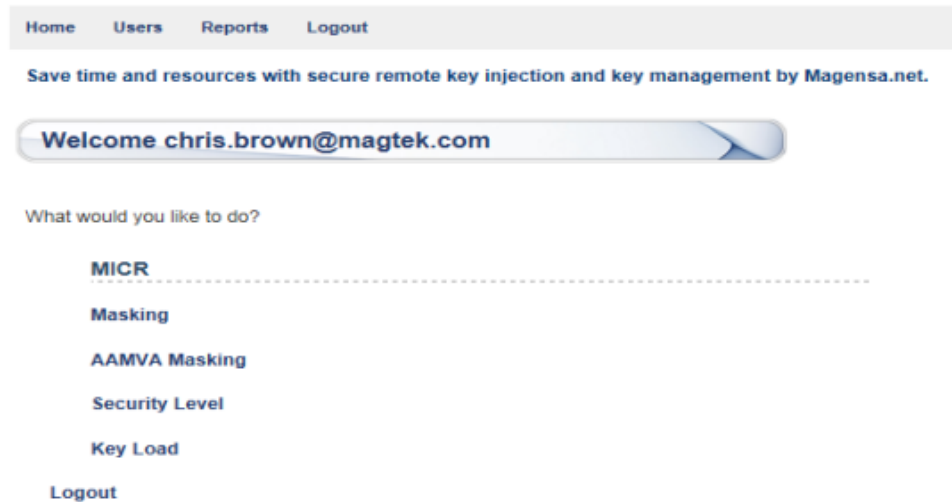 Home Users Reports Logout
Save time and resources with secure remote key injection and key management by Magensa.net.
Welcome chris.brown@magtek.com
What would you like to do?
MICR
Masking
AAMVA Masking
Security Level
Key Load
Logout